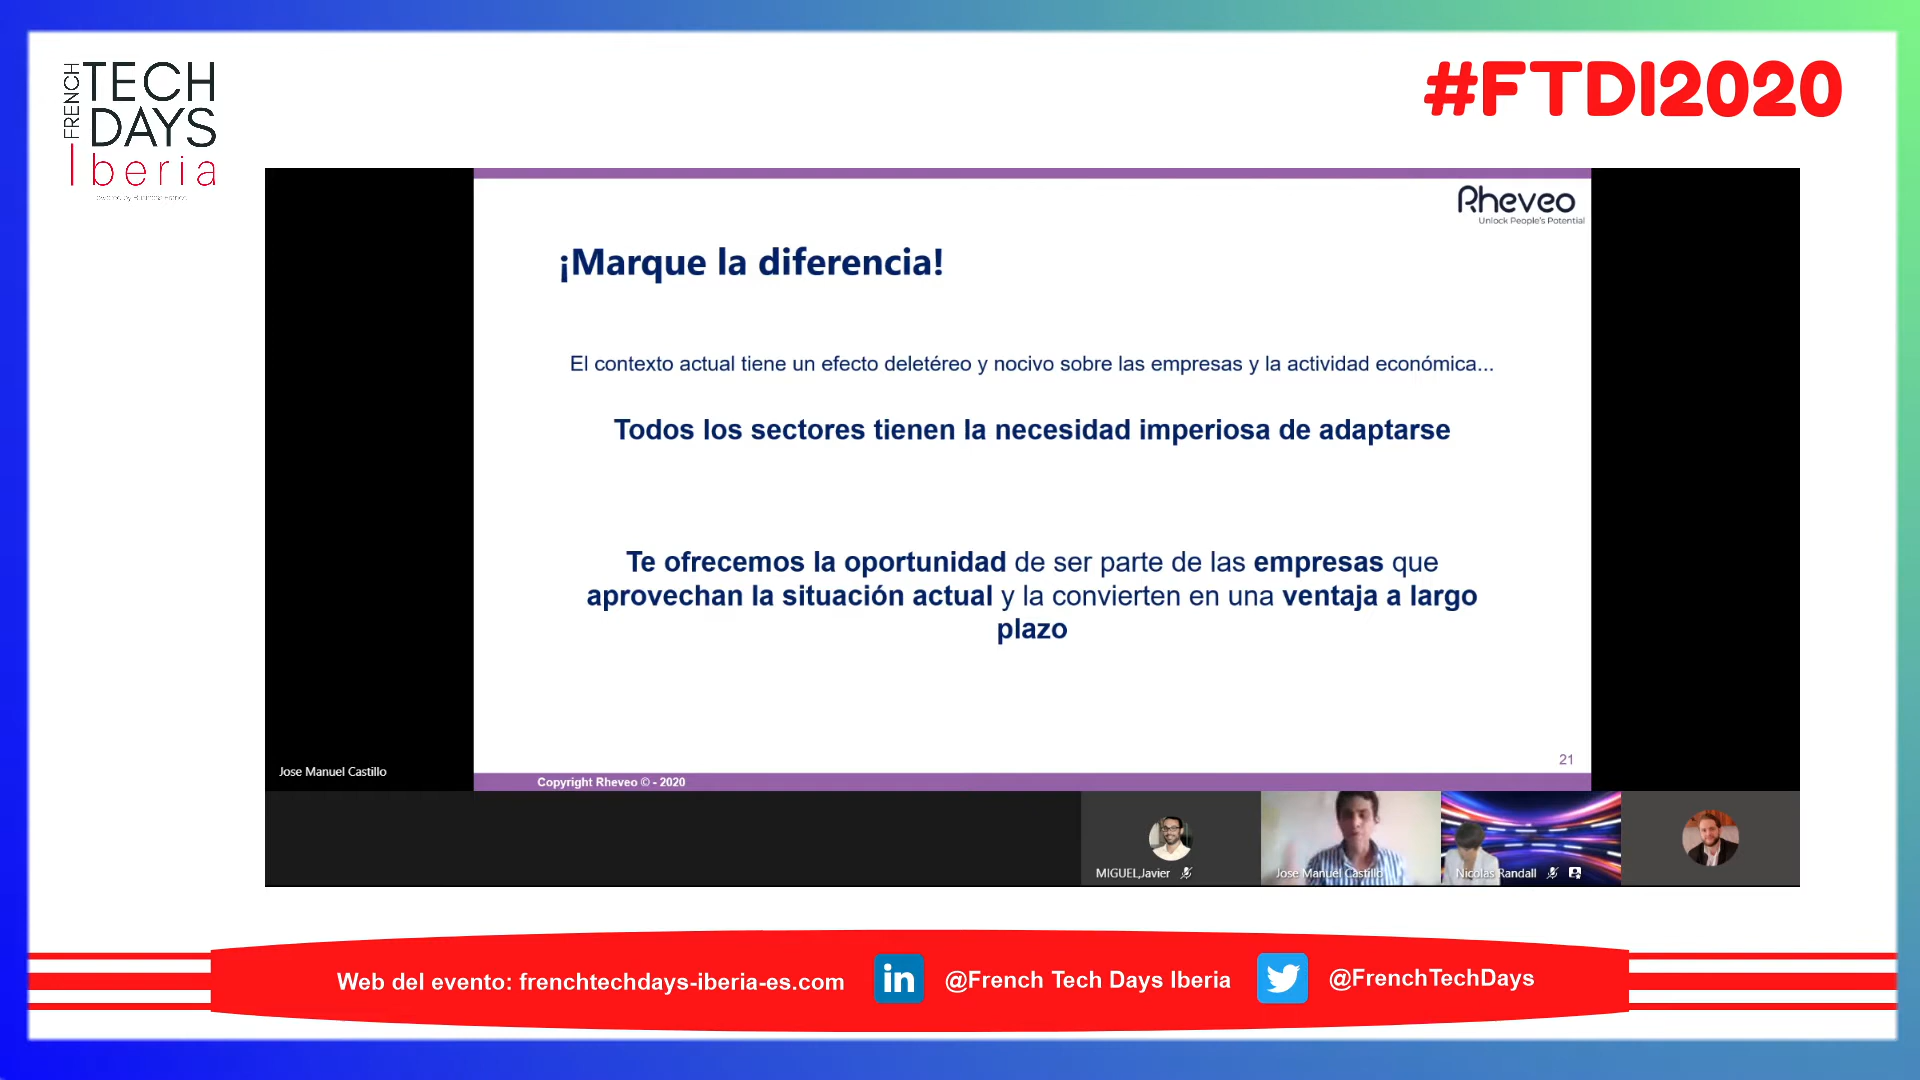 FRENCH
TECH
DAYS
Iberia
#FTDI2020
Rheveo
Unlock People's Potential
¡Marque la diferencia!
El contexto actual tiene un efecto deletéreo y nocivo sobre las empresas y la actividad económica...
Todos los sectores tienen la necesidad imperiosa de adaptarse
Te ofrecemos la oportunidad de ser parte de las empresas que
aprovechan la situación actual y la convierten en una ventaja a largo
plazo
21
Jose Manuel Castillo
Copyright Rheveo © - 2020
MIGUEL,Javier
Jose Manuel Castillo
Nicolas Randall
Web del evento: frenchtechdays-iberia-es.com
in
@French Tech Days Iberia
@FrenchTechDays